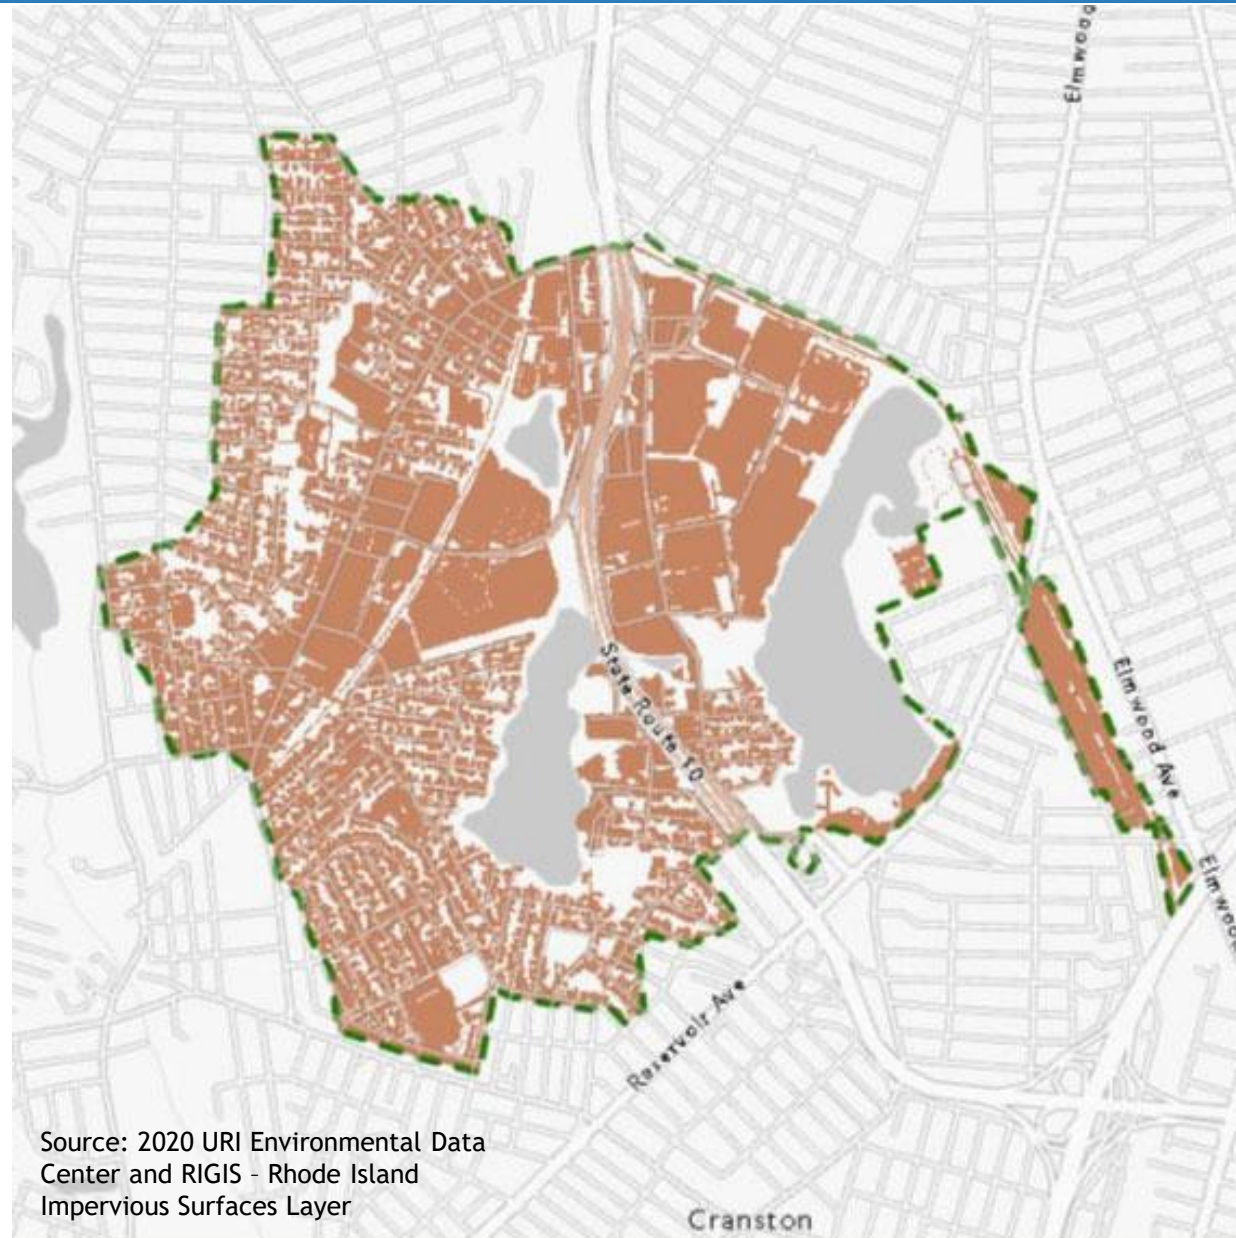 Elmwood
State Route 10
Elmwood Ave
Elmwood
Reservoir Ave
Source: 2020 URI Environmental Data
Center and RIGIS – Rhode Island
Impervious Surfaces Layer
Cranston